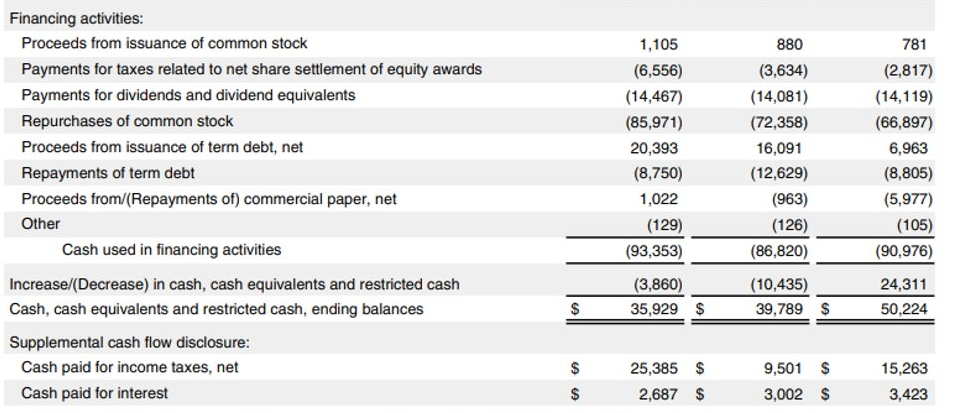 Financing activities:
Proceeds from issuance of common stock 1,105 880 781
Payments for taxes related to net share settlement of equity awards (6,556) (3,634) (2,817)
Payments for dividends and dividend equivalents (14,467) (14,081) (14,119)
Repurchases of common stock (85,971) (72,358) (66,897)
Proceeds from issuance of term debt, net 20,393 16,091 6,963
Repayments of term debt (8,750) (12,629) (8,805)
Proceeds from/(Repayments of) commercial paper, net 1,022 (963) (5,977)
Other (129) (126) (105)
Cash used in financing activities (93,353) (86,820) (90,976)
Increase/(Decrease) in cash, cash equivalents and restricted cash (3,860) (10,435) 24,311
Cash, cash equivalents and restricted cash, ending balances $ 35,929 $ 39,789 $ 50,224
Supplemental cash flow disclosure:
Cash paid for income taxes, net $ 25,385 $ 9,501 $ 15,263
Cash paid for interest $ 2,687 $ 3,002 $ 3,423